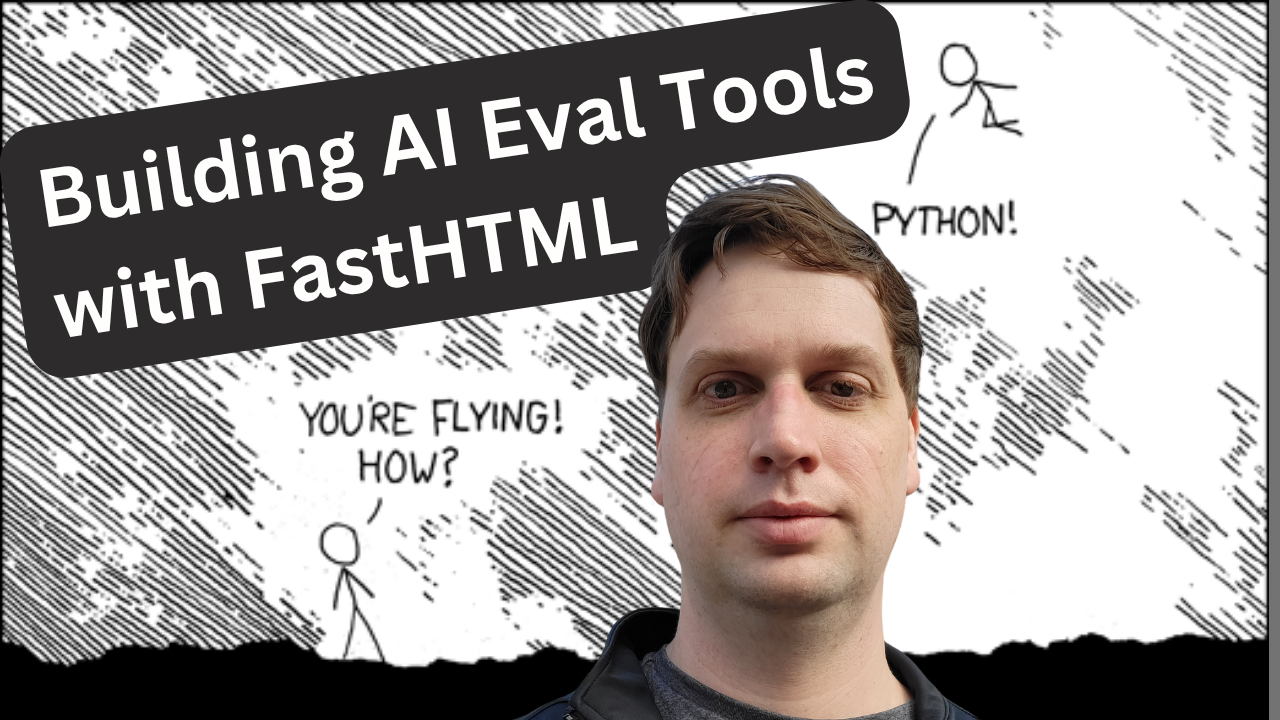 Building AI Eval Tools
with FastHTML
PYTHON!
YOU'RE FLYING!
HOW?